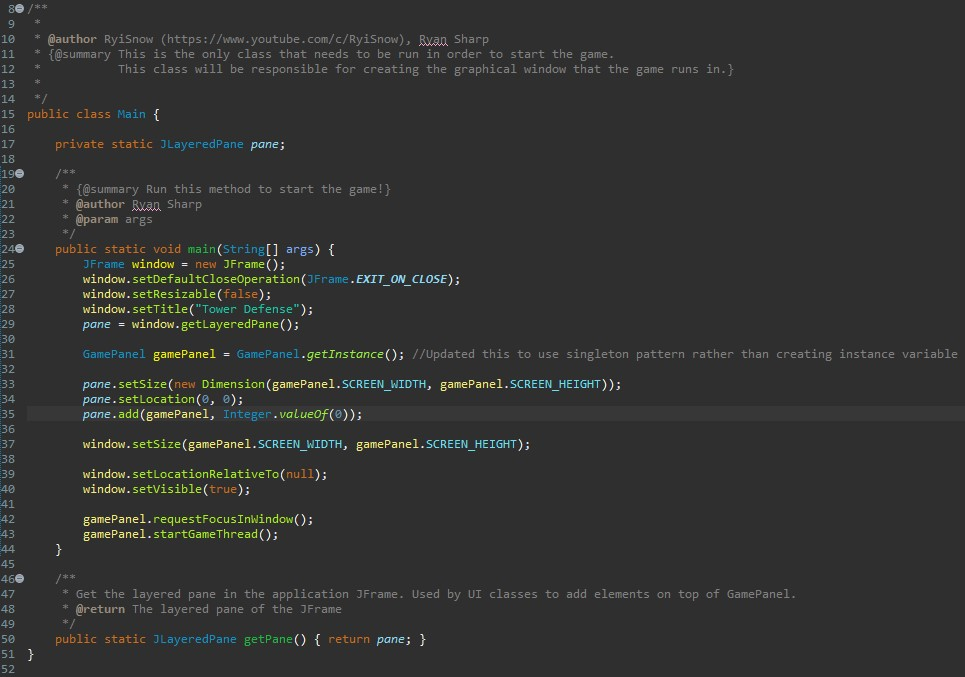 8 /**
9  *
10  * @author RyiSnow (https://www.youtube.com/c/RyiSnow), Ryan Sharp
11  * {@summary This is the only class that needs to be run in order to start the game.
12  *           This class will be responsible for creating the graphical window that the game runs in.}
13  *
14  */
15 public class Main {
16
17     private static JLayeredPane pane;
18
19     /**
20      * {@summary Run this method to start the game!}
21      * @author Ryan Sharp
22      * @param args
23      */
24     public static void main(String[] args) {
25         JFrame window = new JFrame();
26         window.setDefaultCloseOperation(JFrame.EXIT_ON_CLOSE);
27         window.setResizable(false);
28         window.setTitle("Tower Defense");
29         pane = window.getLayeredPane();
30
31         GamePanel gamePanel = GamePanel.getInstance(); //Updated this to use singleton pattern rather than creating instance variable
32
33         pane.setSize(new Dimension(gamePanel.SCREEN_WIDTH, gamePanel.SCREEN_HEIGHT));
34         pane.setLocation(0, 0);
35         pane.add(gamePanel, Integer.valueOf(0));
36
37         window.setSize(gamePanel.SCREEN_WIDTH, gamePanel.SCREEN_HEIGHT);
38
39         window.setLocationRelativeTo(null);
40         window.setVisible(true);
41
42         gamePanel.requestFocusInWindow();
43         gamePanel.startGameThread();
44     }
45
46     /**
47      * Get the layered pane in the application JFrame. Used by UI classes to add elements on top of GamePanel.
48      * @return The layered pane of the JFrame
49      */
50     public static JLayeredPane getPane() { return pane; }
51 }
52